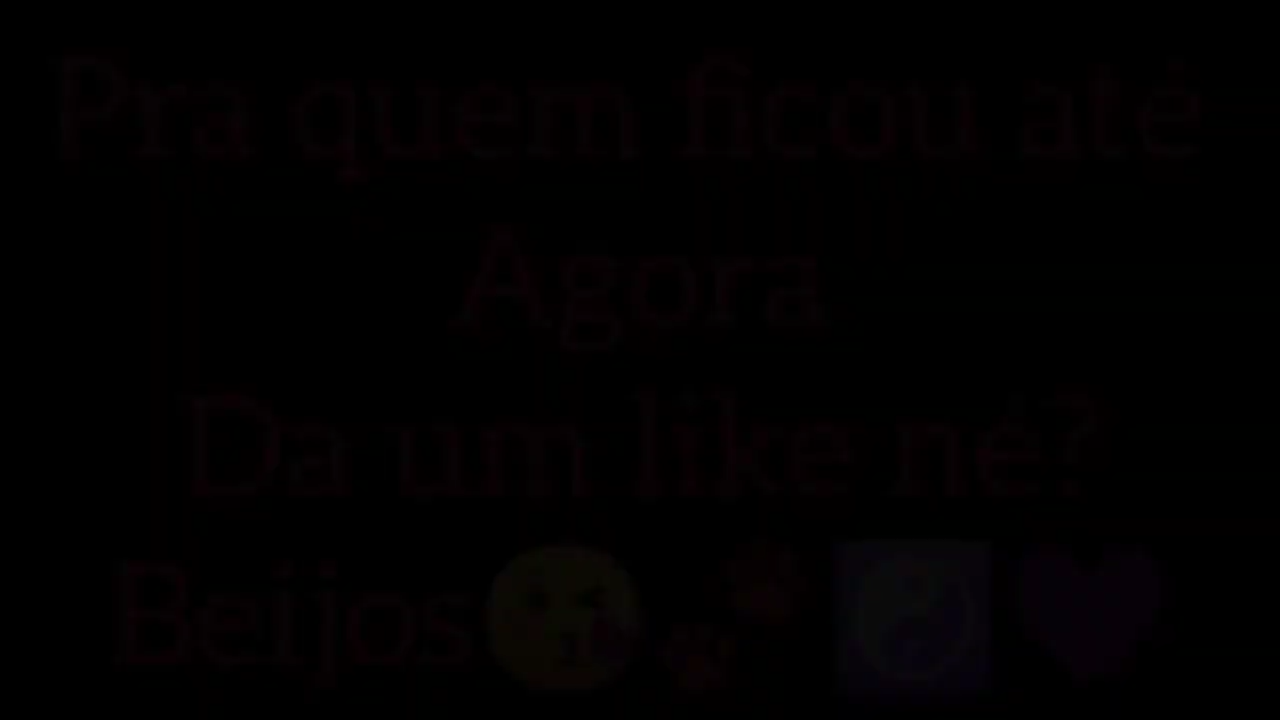 Pra quem ficou até
Agora
Da um like né?
Beijos😘🐾☯️💜